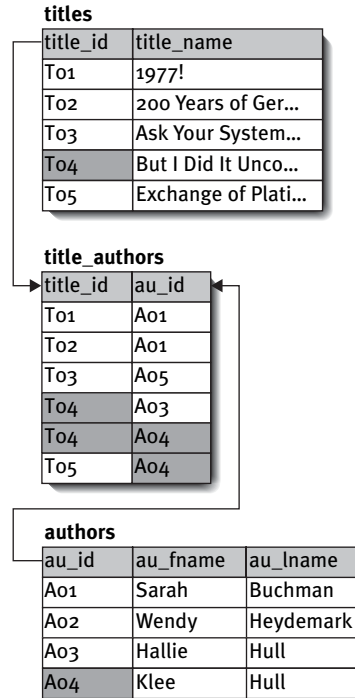 titles
title_id title_name
T01 1977!
T02 200 Years of Ger...
T03 Ask Your System...
T04 But I Did It Unco...
T05 Exchange of Plati...
title_authors
title_id au_id
T01 A01
T02 A01
T03 A05
T04 A03
T04 A04
T05 A04
authors
au_id au_fname au_lname
A01 Sarah Buchman
A02 Wendy Heydemark
A03 Hallie Hull
A04 Klee Hull